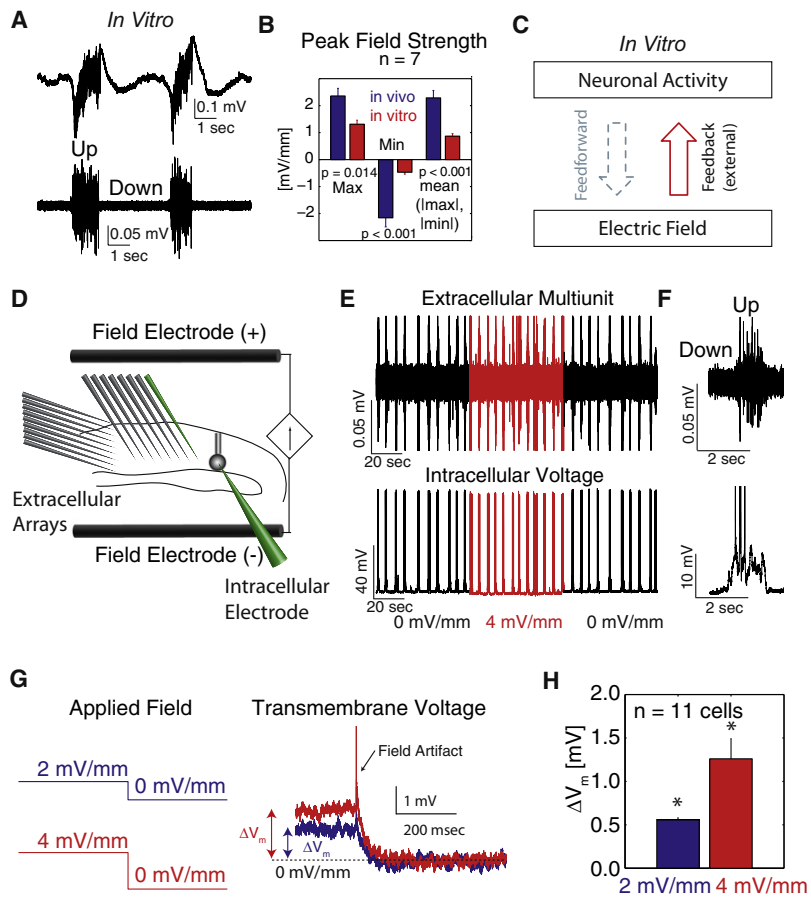 A
In Vitro
0.1 mV
1 sec
Up
Down
0.05 mV
1 sec
B
Peak Field Strength
n = 7
in vivo
in vitro
[mV/mm]
2
1
0
−1
−2
Min
p = 0.014
Max
p < 0.001
p < 0.001
mean
(|max|,
|min|)
C
In Vitro
Neuronal Activity
Feedforward
Feedback
(external)
Electric Field
D
Field Electrode (+)
Extracellular
Arrays
Field Electrode (-)
Intracellular
Electrode
E
Extracellular Multiunit
0.05 mV
20 sec
Intracellular Voltage
40 mV
20 sec
0 mV/mm
4 mV/mm
0 mV/mm
F
Up
Down
0.05 mV
2 sec
10 mV
2 sec
G
Applied Field
2 mV/mm
0 mV/mm
4 mV/mm
0 mV/mm
Transmembrane Voltage
Field Artifact
1 mV
200 msec
ΔVm
ΔVm
0 mV/mm
H
ΔVm [mV]
2.0
1.5
1.0
0.5
0.0
n = 11 cells
*
*
2 mV/mm
4 mV/mm